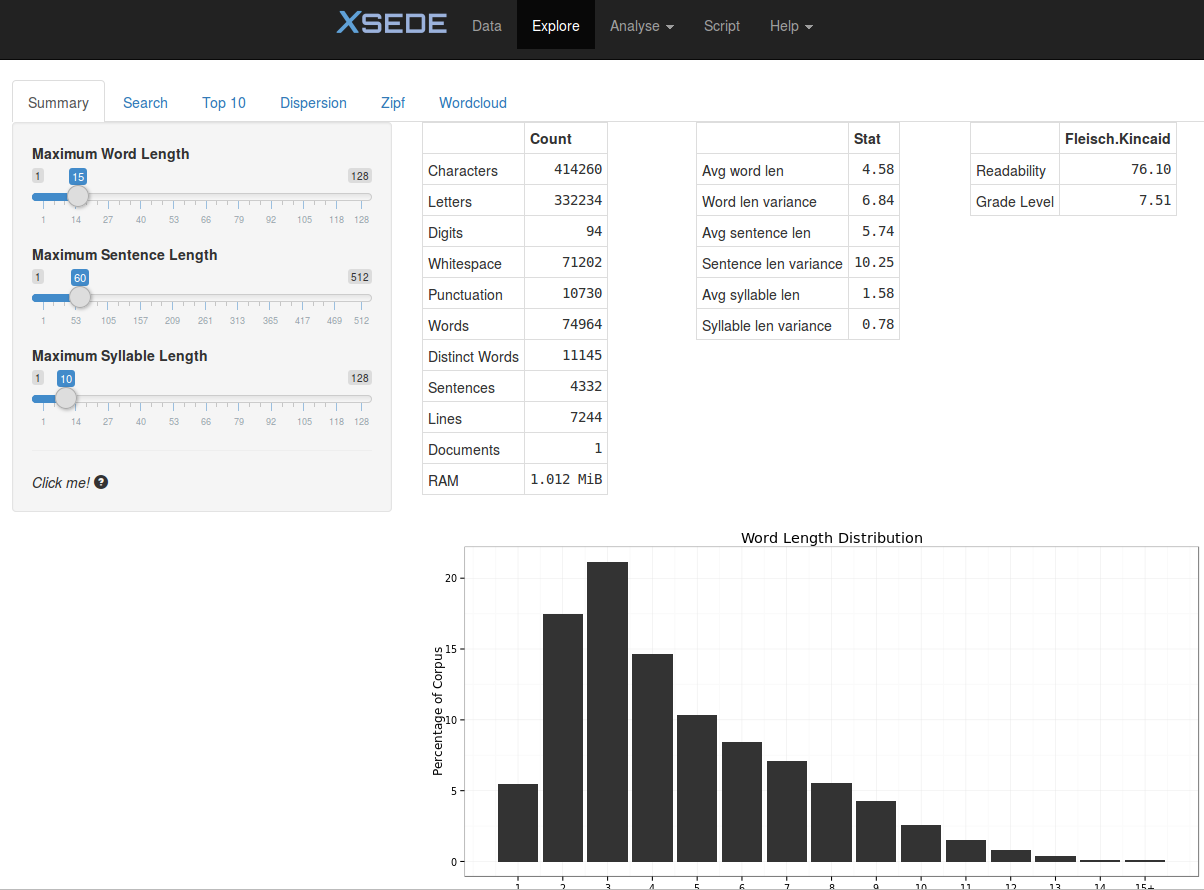 XSEDE Data Explore Analyse Script Help
Summary Search Top 10 Dispersion Zipf Wordcloud
Maximum Word Length
1 15 128
1 14 27 40 53 66 79 92 105 118 128
Maximum Sentence Length
1 60 512
1 53 105 157 209 261 313 365 417 469 512
Maximum Syllable Length
1 10 128
1 14 27 40 53 66 79 92 105 118 128
Click me! ?
Count
Characters 414260
Letters 332234
Digits 94
Whitespace 71202
Punctuation 10730
Words 74964
Distinct Words 11145
Sentences 4332
Lines 7244
Documents 1
RAM 1.012 MiB
Stat
Avg word len 4.58
Word len variance 6.84
Avg sentence len 5.74
Sentence len variance 10.25
Avg syllable len 1.58
Syllable len variance 0.78
Fleisch.Kincaid
Readability 76.10
Grade Level 7.51
Word Length Distribution
Percentage of Corpus
20
15
10
5
0
1 2 3 4 5 6 7 8 9 10 11 12 13 14 15+